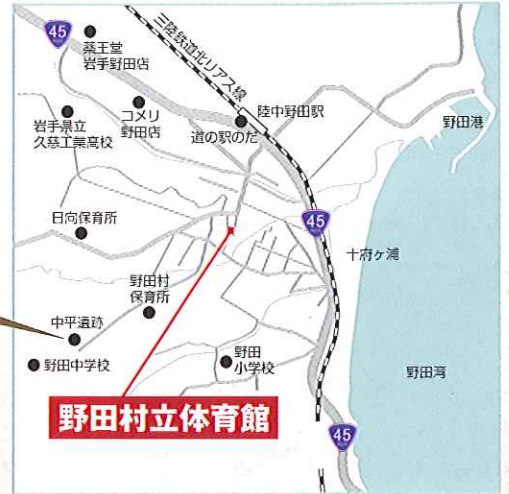 45
薬王堂
岩手野田店
三陸鉄道北リアス線
コメリ
野田店
岩手県立
久慈工業高校
陸中野田駅
道の駅のだ
野田港
日向保育所
45
十府ヶ浦
野田村
保育所
中平遺跡
野田中学校
野田
小学校
野田湾
野田村立体育館
45